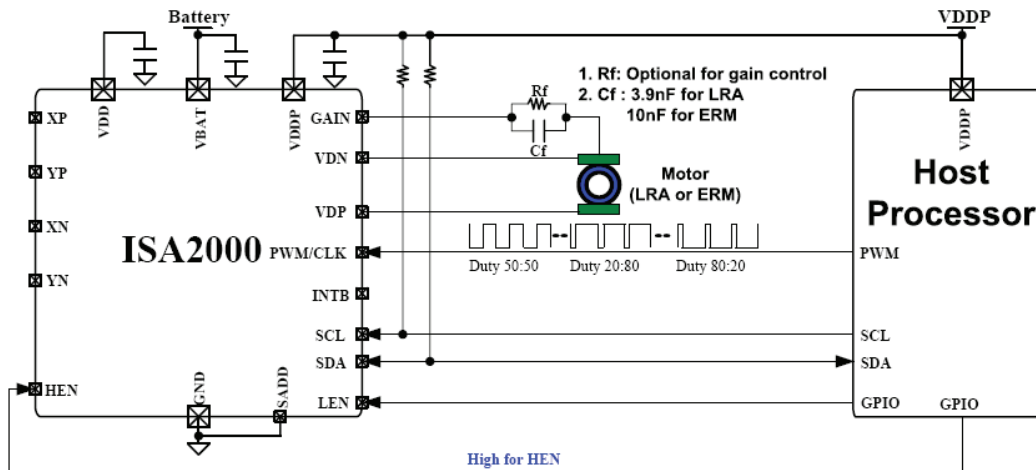 Battery
VDDP
1. Rf: Optional for gain control
2. Cf : 3.9nF for LRA
10nF for ERM
Rf
Cf
VDD
VBAT
VDDP
XP
YP
XN
YN
HEN
ISA2000
GAIN
VDN
VDP
PWM/CLK
INTB
SCL
SDA
LEN
GND
SADD
Motor
(LRA or ERM)
Duty 50:50
Duty 20:80
Duty 80:20
VDDP
Host
Processor
PWM
SCL
SDA
GPIO
GPIO
High for HEN